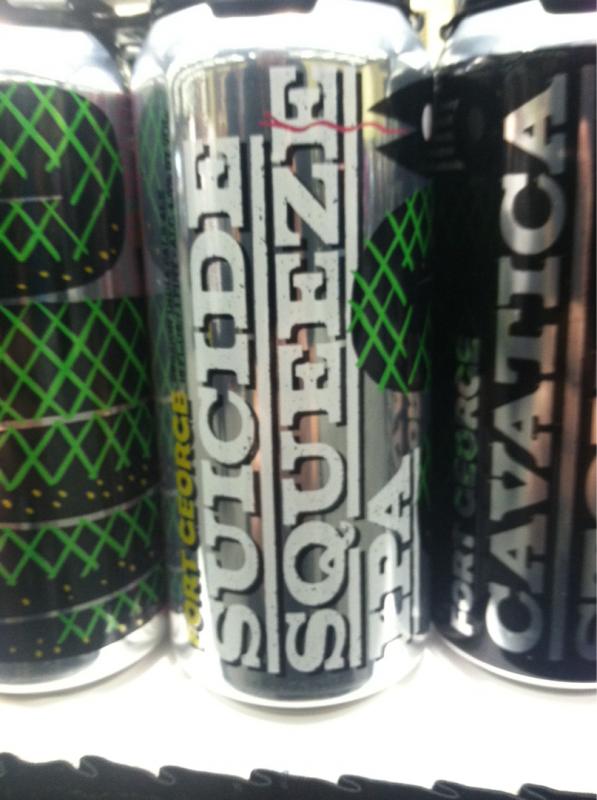 FORT GEORGE
SUICIDE
SQUEEZE
IPA
FORT GEORGE
CAVATICA